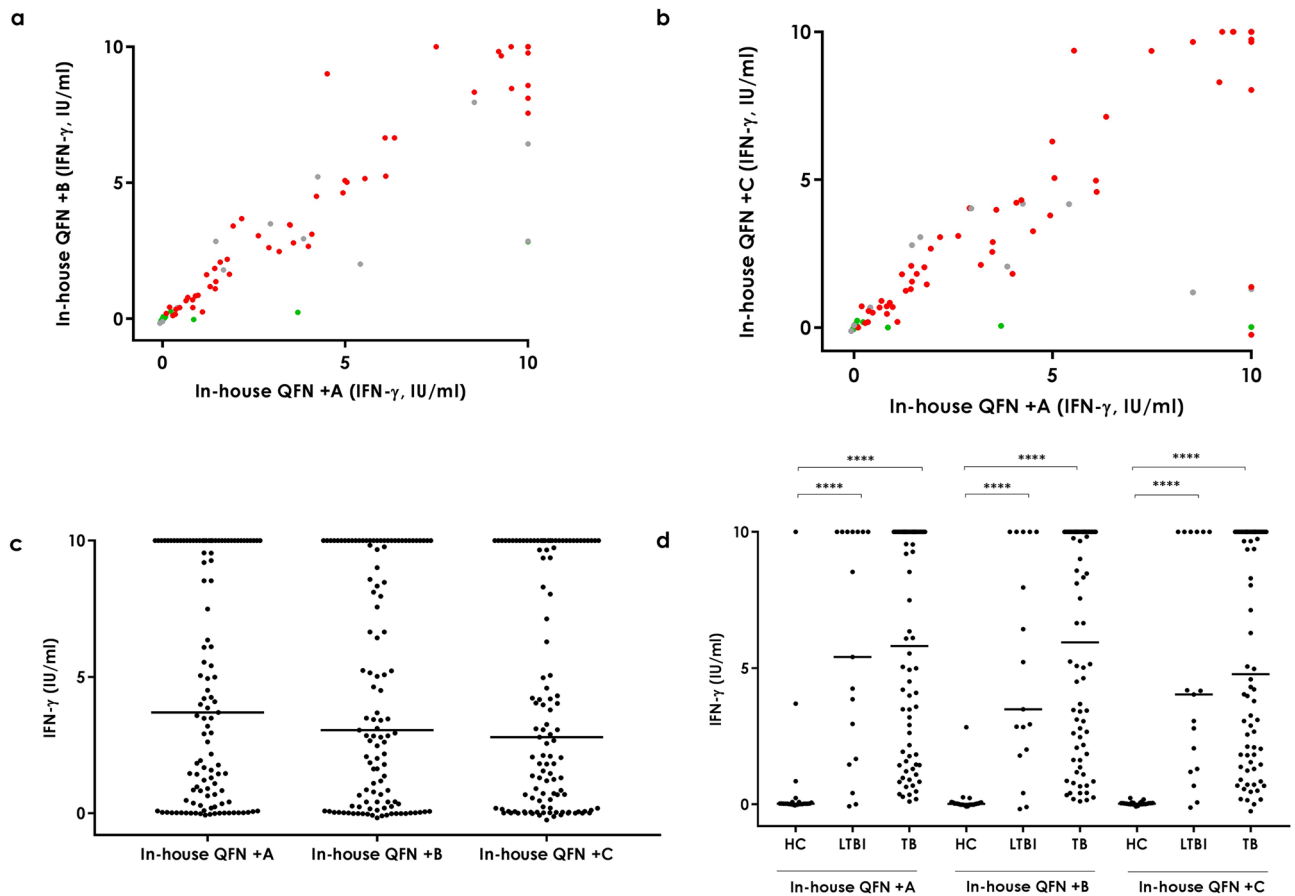 a
10
5
0
In-house QFN +B (IFN-γ, IU/ml)
0 5 10
In-house QFN +A (IFN-γ, IU/ml)
b
10
5
0
In-house QFN +C (IFN-γ, IU/ml)
0 5 10
In-house QFN +A (IFN-γ, IU/ml)
c
10
5
0
IFN-γ (IU/ml)
In-house QFN +A In-house QFN +B In-house QFN +C
d
**** **** ****
**** **** ****
10
5
0
IFN-γ (IU/ml)
HC LTBI TB HC LTBI TB HC LTBI TB
In-house QFN +A In-house QFN +B In-house QFN +C